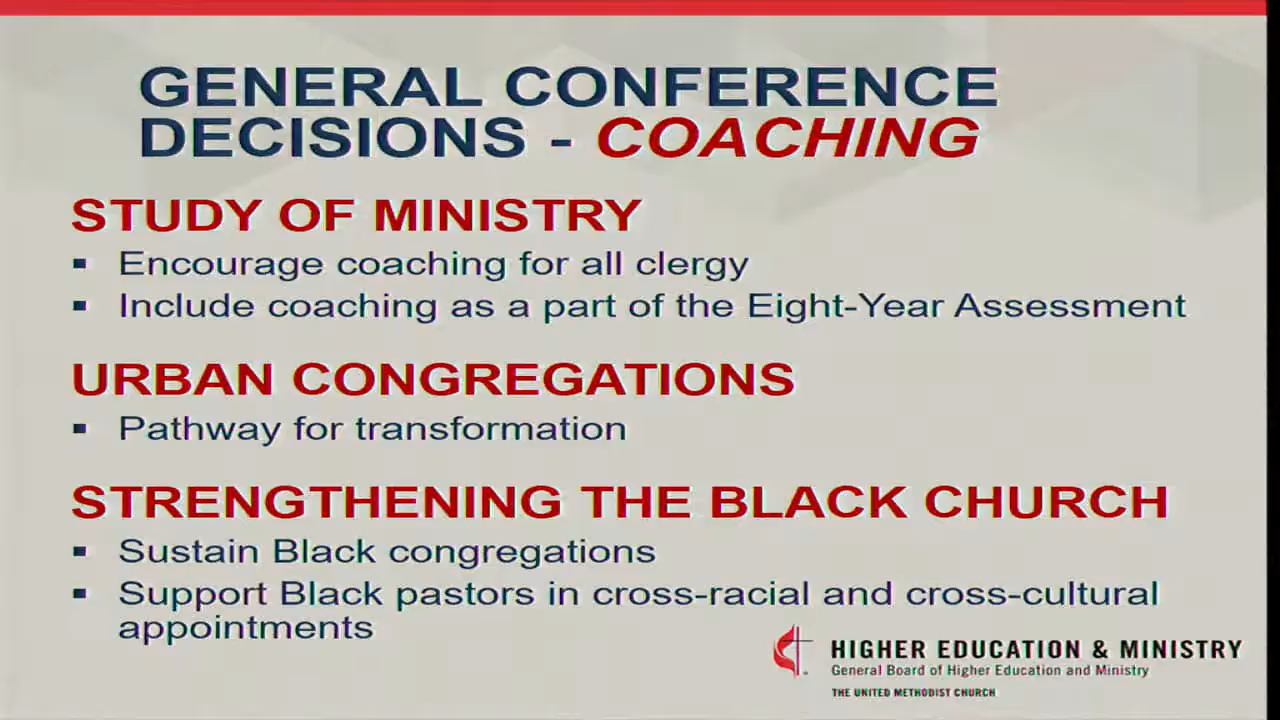 GENERAL CONFERENCE
DECISIONS - COACHING
STUDY OF MINISTRY
▪ Encourage coaching for all clergy
▪ Include coaching as a part of the Eight-Year Assessment
URBAN CONGREGATIONS
▪ Pathway for transformation
STRENGTHENING THE BLACK CHURCH
▪ Sustain Black congregations
▪ Support Black pastors in cross-racial and cross-cultural
appointments
HIGHER EDUCATION & MINISTRY
General Board of Higher Education and Ministry
THE UNITED METHODIST CHURCH